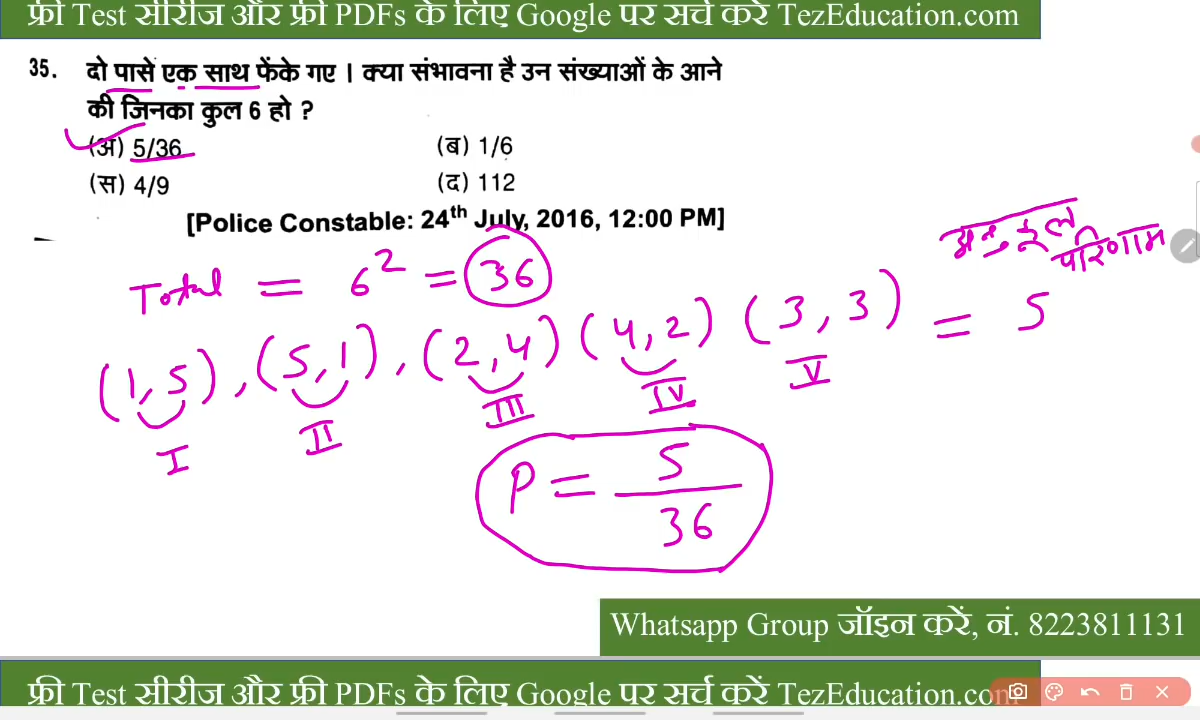 फ्री Test सीरीज और फ्री PDFs के लिए Google पर सर्च करें TezEducation.com
35. दो पासे एक साथ फेंके गए । क्या संभावना है उन संख्याओं के आने
की जिनका कुल 6 हो ?
(अ) 5/36 (ब) 1/6
(स) 4/9 (द) 112
[Police Constable: 24th July, 2016, 12:00 PM]
अनुकूल
परिणाम
Total = 6² = 36
(1,5), (5,1), (2,4) (4,2) (3,3) = 5
I II III IV V
P = 5/36
Whatsapp Group जॉइन करें, नं. 8223811131
फ्री Test सीरीज और फ्री PDFs के लिए Google पर सर्च करें TezEducation.com